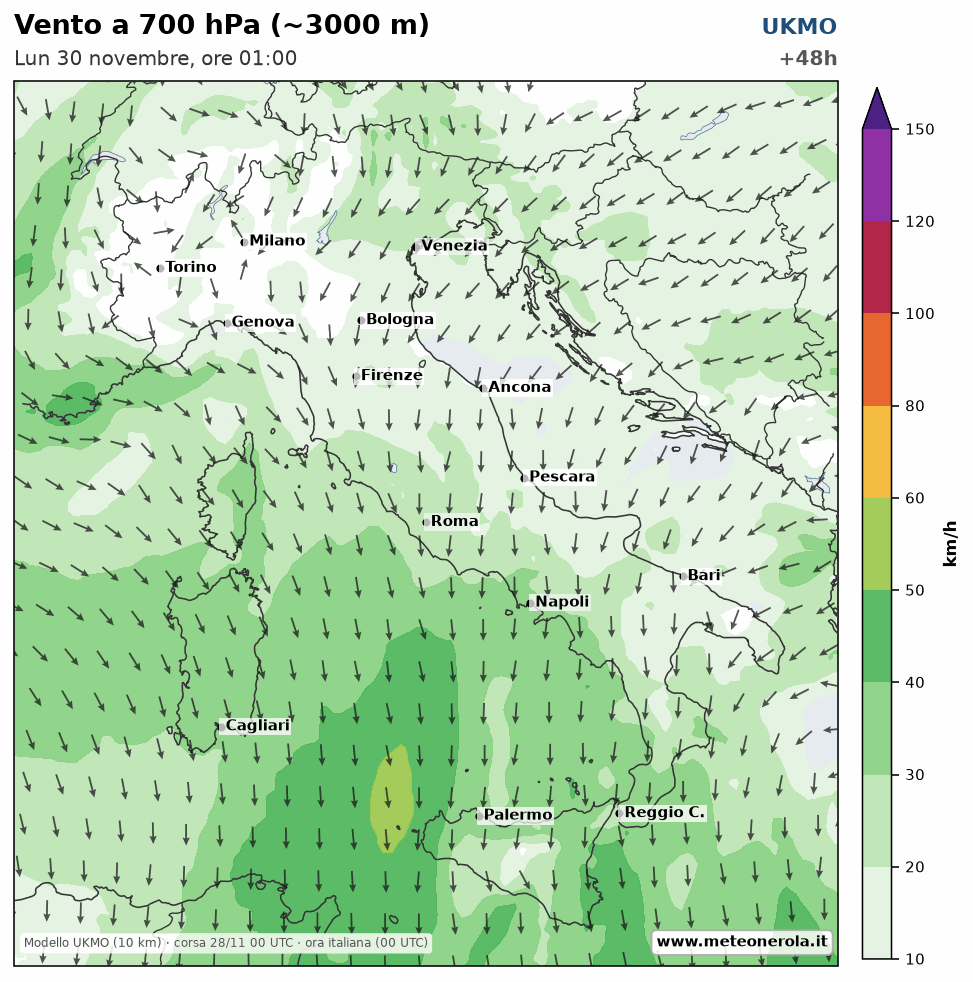 Vento a 700 hPa (~3000 m)
UKMO
Lun 30 novembre, ore 01:00
+48h
Milano
Venezia
Torino
Genova
Bologna
Firenze
Ancona
Pescara
Roma
Bari
Napoli
Cagliari
Palermo
Reggio C.
150
120
100
80
60
50
40
30
20
10
km/h
Modello UKMO (10 km) · corsa 28/11 00 UTC · ora italiana (00 UTC)
www.meteonerola.it